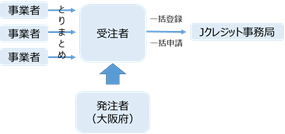 事業者
事業者
事業者
とりまとめ
受注者
一括登録
一括申請
Jクレジット事務局
発注者
（大阪府）